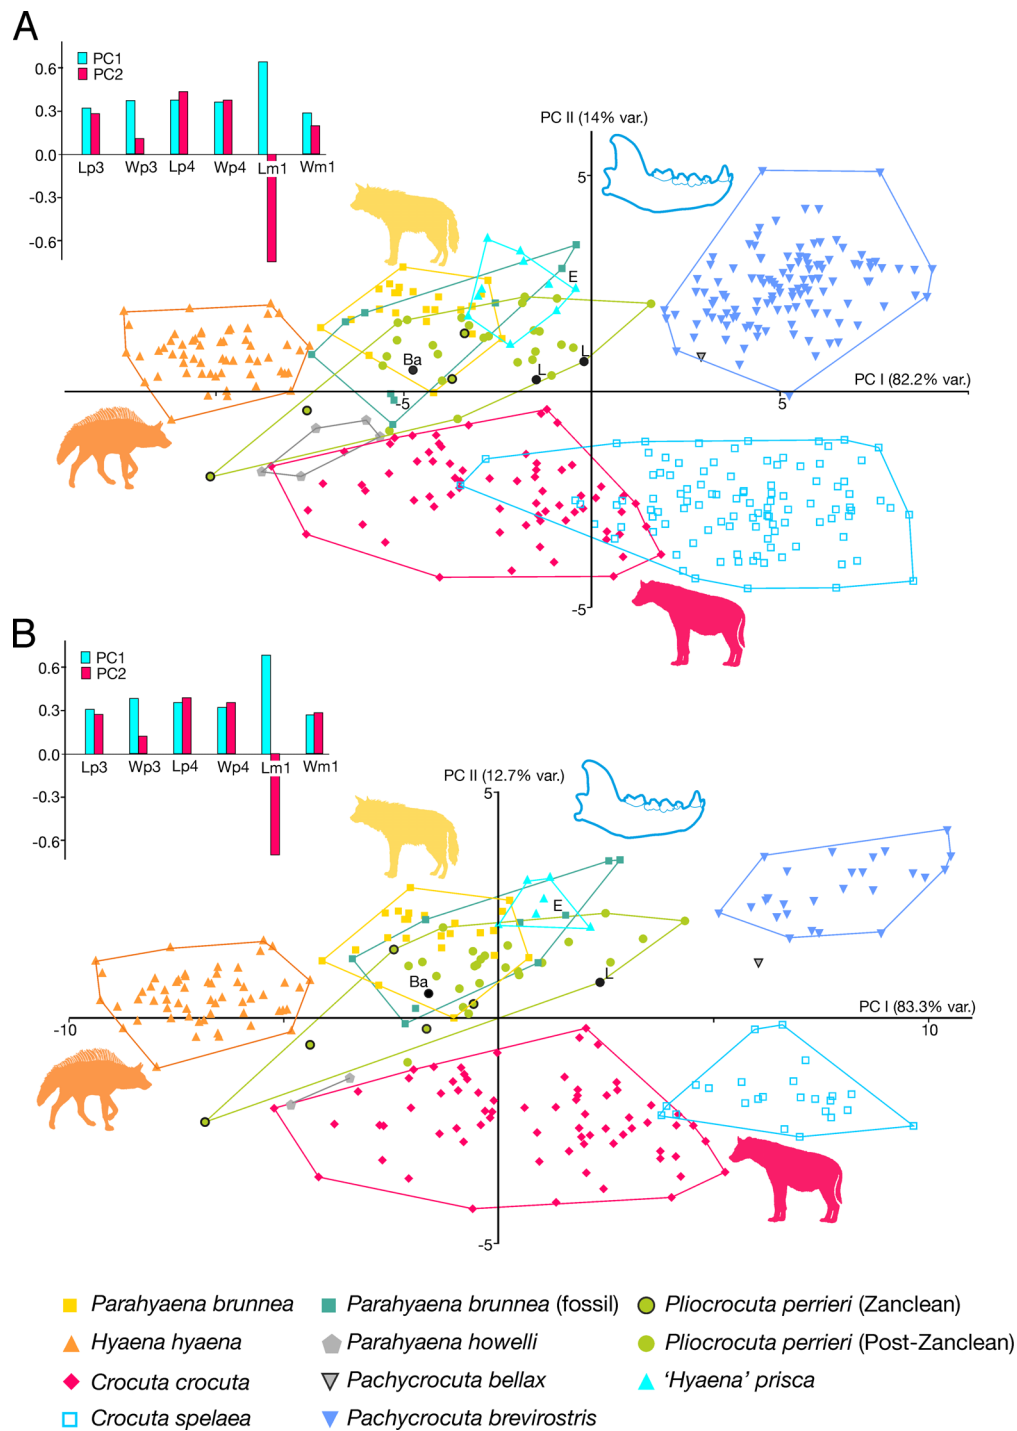 A
PC1
PC2
0.6
0.3
0.0
-0.3
-0.6
Lp3 Wp3 Lp4 Wp4 Lm1 Wm1
PC II (14% var.)
5
E
Ba
L
L
PC I (82.2% var.)
-5
5
-5
B
PC1
PC2
0.6
0.3
0.0
-0.3
-0.6
Lp3 Wp3 Lp4 Wp4 Lm1 Wm1
PC II (12.7% var.)
5
E
Ba
L
PC I (83.3% var.)
-10
10
-5
Parahyaena brunnea
Parahyaena brunnea (fossil)
Pliocrocuta perrieri (Zanclean)
Hyaena hyaena
Parahyaena howelli
Pliocrocuta perrieri (Post-Zanclean)
Crocuta crocuta
Pachycrocuta bellax
‘Hyaena’ prisca
Crocuta spelaea
Pachycrocuta brevirostris